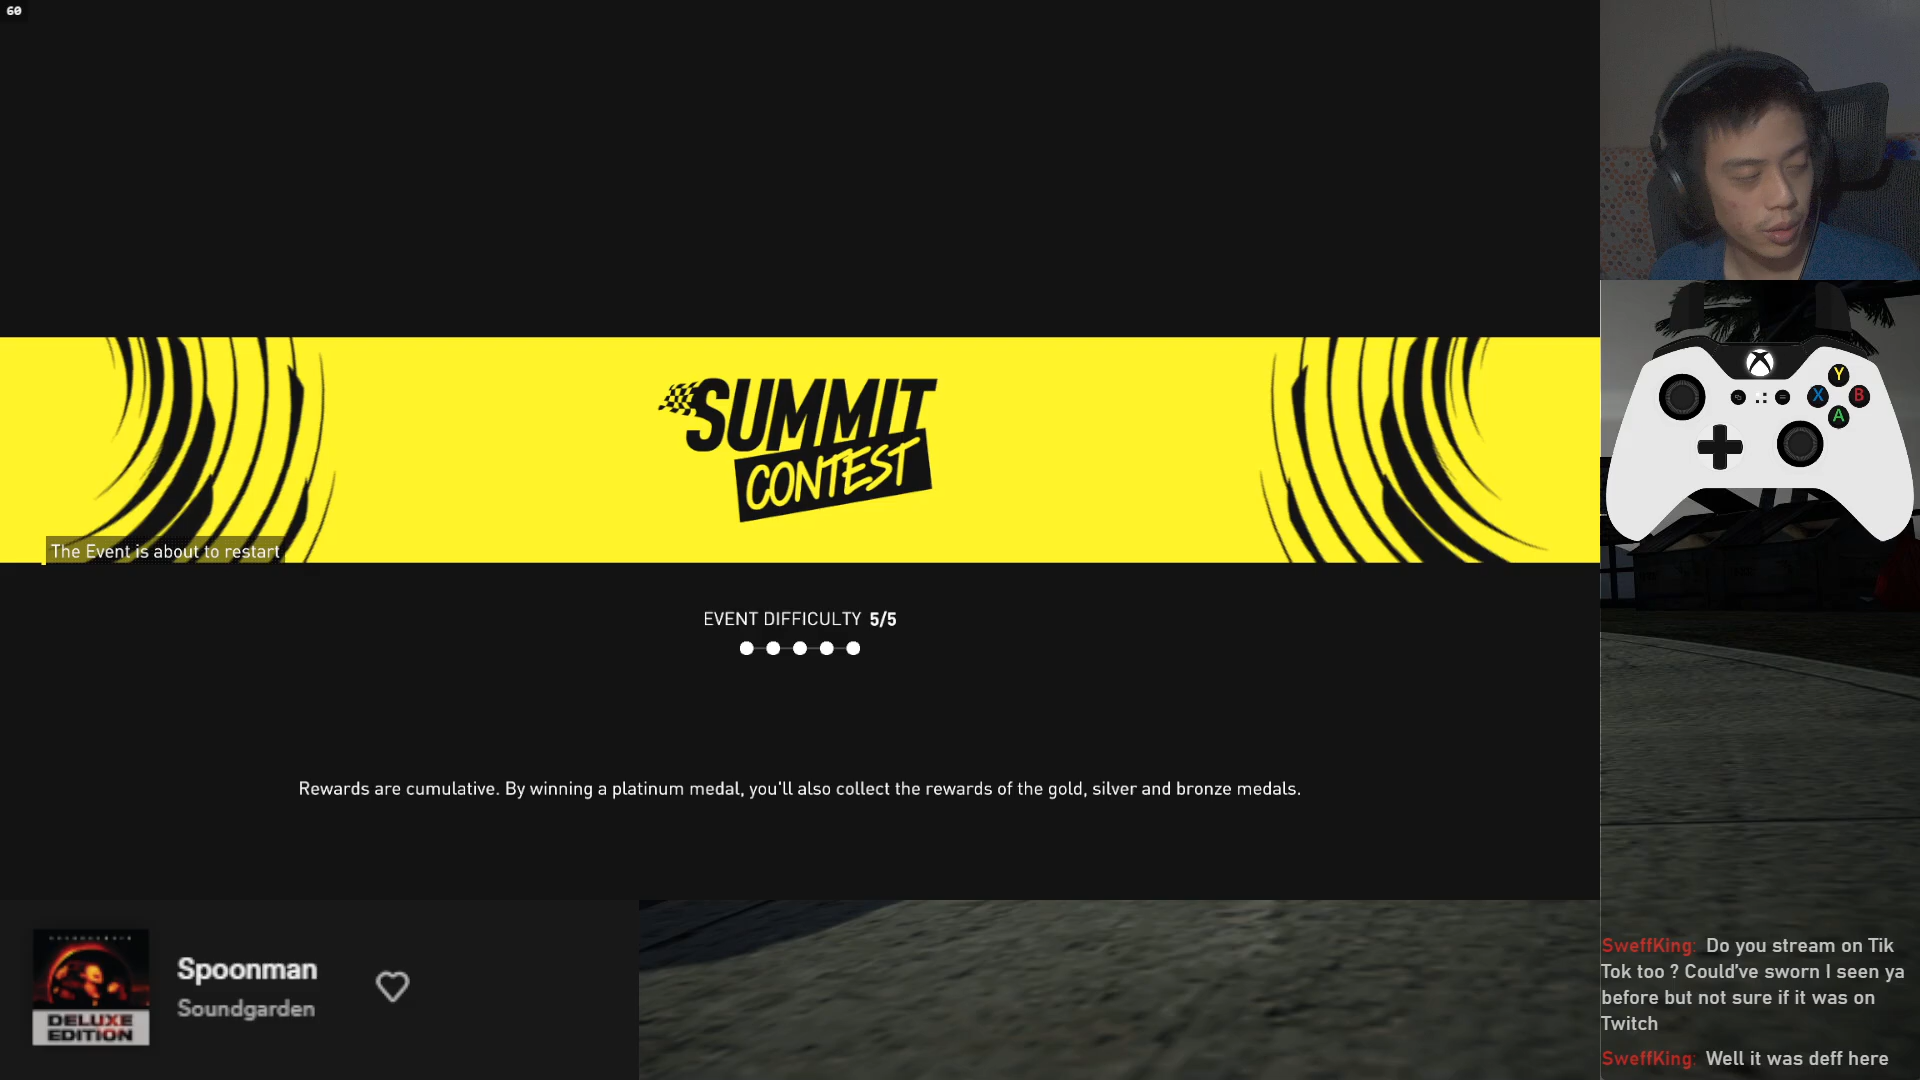 60
SUMMIT
CONTEST
The Event is about to restart
EVENT DIFFICULTY 5/5
Rewards are cumulative. By winning a platinum medal, you'll also collect the rewards of the gold, silver and bronze medals.
Y
X B
A
DELUXE
EDITION
Spoonman
Soundgarden
SweffKing: Do you stream on Tik
Tok too ? Could've sworn I seen ya
before but not sure if it was on
Twitch
SweffKing: Well it was deff here